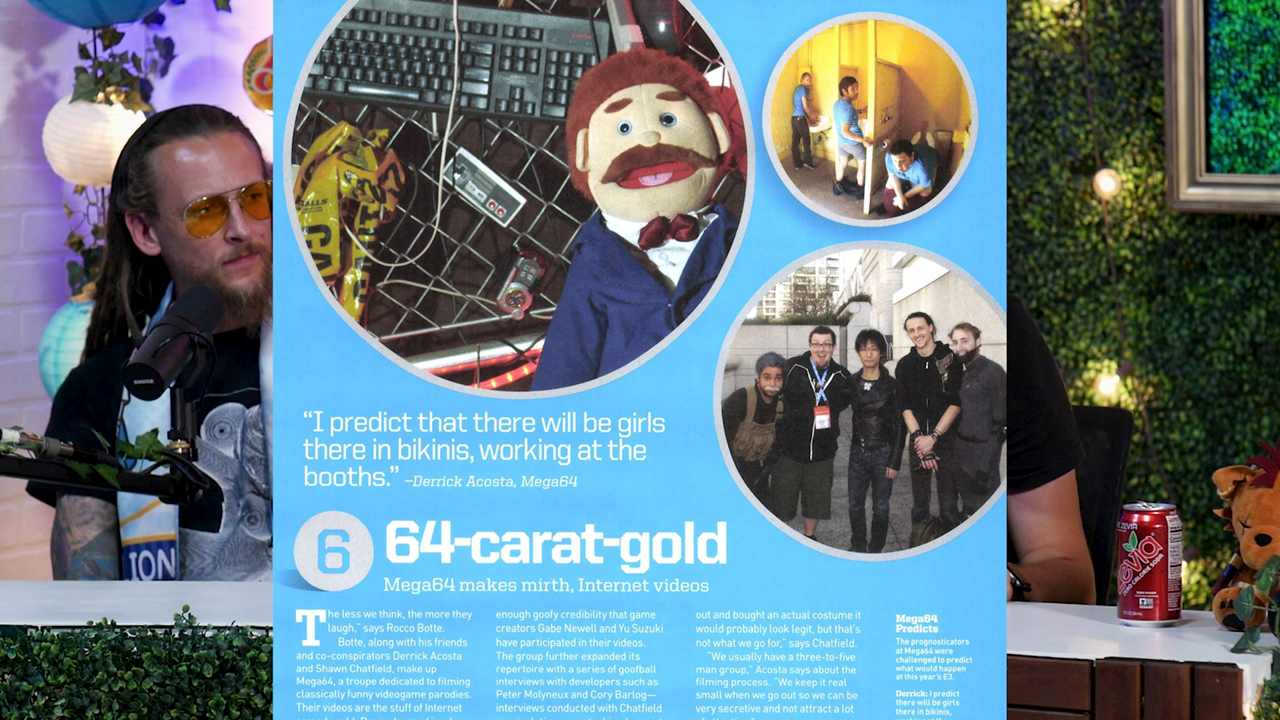 "I predict that there will be girls
there in bikinis, working at the
booths." –Derrick Acosta, Mega64
6
64-carat-gold
Mega64 makes mirth, Internet videos
The less we think, the more they
laugh," says Rocco Botte.
Botte, along with his friends
and co-conspirators Derrick Acosta
and Shawn Chatfield, make up
Mega64, a troupe dedicated to filming
classically funny videogame parodies.
Their videos are the stuff of Internet
enough goofy credibility that game
creators Gabe Newell and Yu Suzuki
have participated in their videos.
The group further expanded its
repertoire with a series of goofball
interviews with developers such as
Peter Molyneux and Cory Barlog—
interviews conducted with Chatfield
out and bought an actual costume it
would probably look legit, but that's
not what we go for," says Chatfield.
"We usually have a three-to-five
man group," Acosta says about the
filming process. "We keep it real
small when we go out so we can be
very secretive and not attract a lot
Mega64
Predicts
The prognosticators
at Mega64 were
challenged to predict
what would happen
at this year's E3.
Derrick: I predict
there will be girls
there in bikinis,
ION
ZEVIA
zevia
ZERO CALORIE SODA